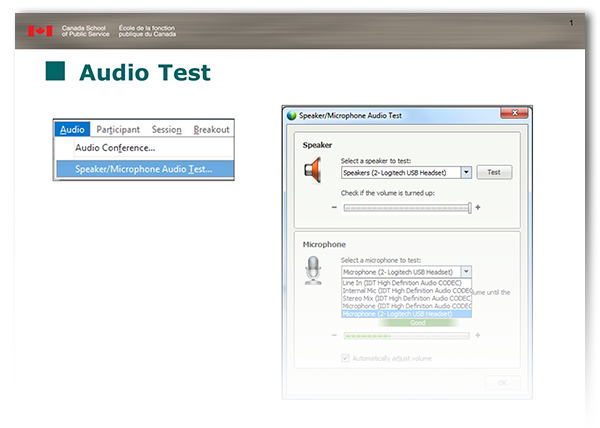 Canada School
of Public Service
École de la fonction
publique du Canada
1
Audio Test
Audio Participant Session Breakout
Audio Conference...
Speaker/Microphone Audio Test...
Speaker/Microphone Audio Test
Speaker
Select a speaker to test:
Speakers (2- Logitech USB Headset)
Test
Check if the volume is turned up:
- +
Microphone
Select a microphone to test:
Microphone (2- Logitech USB Headset)
Line In (IDT High Definition Audio CODEC)
Internal Mic (IDT High Definition Audio CODEC
Stereo Mix (IDT High Definition Audio CODEC)
lume until the
Microphone (IDT High Definition Audio CODEC
Microphone (2- Logitech USB Headset)
Good
- +
Automatically adjust volume
OK